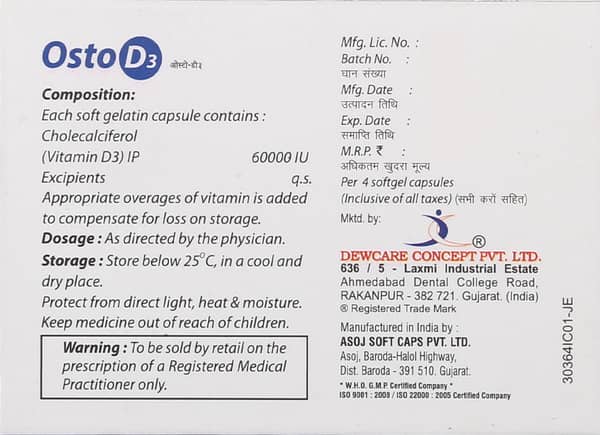 Osto D3 ओस्टो-डी३
Composition:
Each soft gelatin capsule contains :
Cholecalciferol
(Vitamin D3) IP 60000 IU
Excipients q.s.
Appropriate overages of vitamin is added
to compensate for loss on storage.
Dosage : As directed by the physician.
Storage : Store below 25°C, in a cool and
dry place.
Protect from direct light, heat & moisture.
Keep medicine out of reach of children.
Warning : To be sold by retail on the
prescription of a Registered Medical
Practitioner only.
Mfg. Lic. No. :
Batch No. :
घान संख्या
Mfg. Date :
उत्पादन तिथि
Exp. Date :
समाप्ति तिथि
M.R.P. ₹ :
अधिकतम खुदरा मूल्य
Per 4 softgel capsules
(Inclusive of all taxes) (सभी करों सहित)
Mktd. by:
®
DEWCARE CONCEPT PVT. LTD.
636 / 5 - Laxmi Industrial Estate
Ahmedabad Dental College Road,
RAKANPUR - 382 721. Gujarat. (India)
® Registered Trade Mark
Manufactured in India by :
ASOJ SOFT CAPS PVT. LTD.
Asoj, Baroda-Halol Highway,
Dist. Baroda - 391 510. Gujarat.
* W.H.O. G.M.P. Certified Company *
ISO 9001 : 2008 / ISO 22000 : 2005 Certified Company
30364IC01-JE